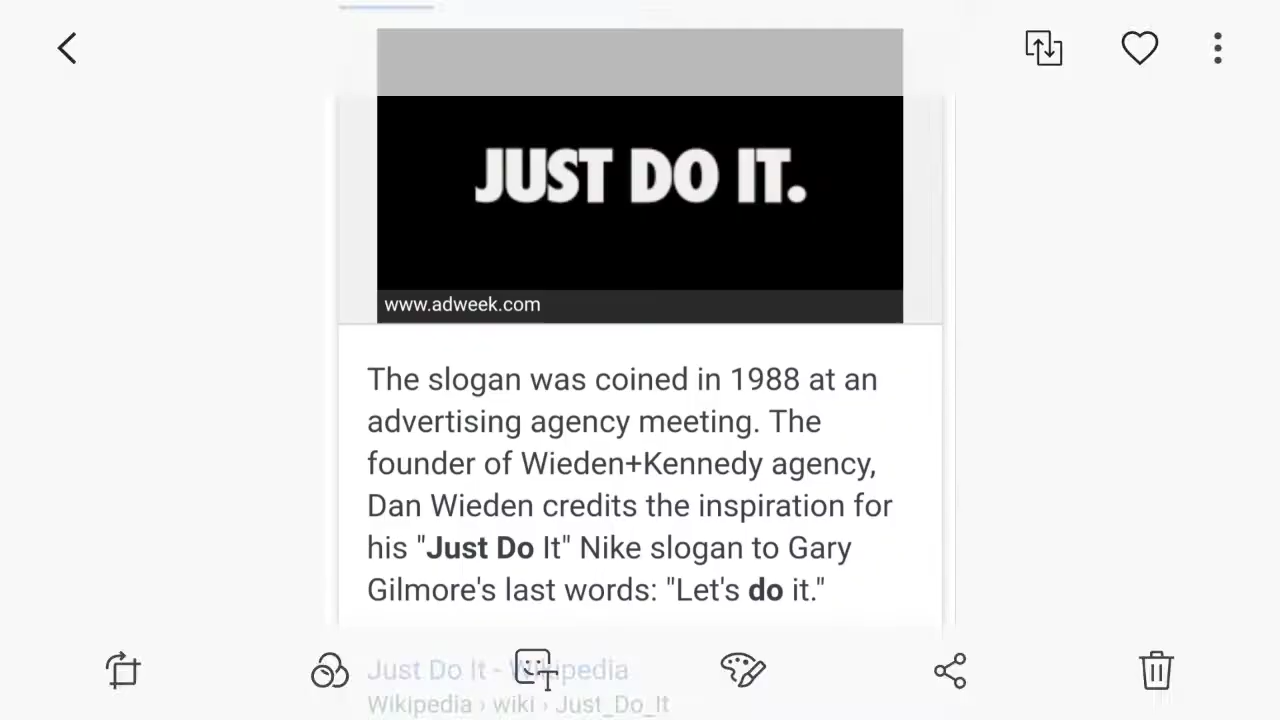 JUST DO IT.
www.adweek.com
The slogan was coined in 1988 at an
advertising agency meeting. The
founder of Wieden+Kennedy agency,
Dan Wieden credits the inspiration for
his "Just Do It" Nike slogan to Gary
Gilmore's last words: "Let's do it."
Just Do It - Wikipedia
Wikipedia › wiki › Just_Do_It